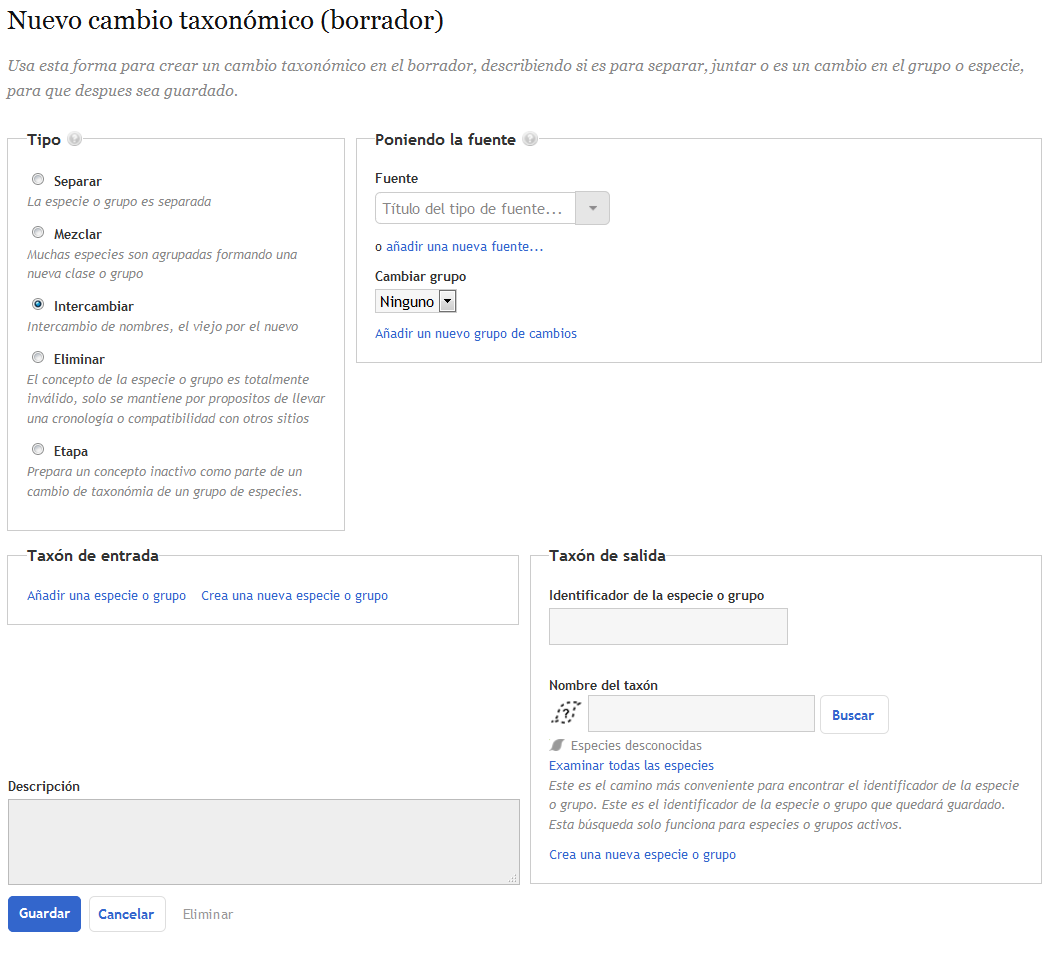 Nuevo cambio taxonómico (borrador)
Usa esta forma para crear un cambio taxonómico en el borrador, describiendo si es para separar, juntar o es un cambio en el grupo o especie,
para que despues sea guardado.
Tipo ?
Separar
La especie o grupo es separada
Mezclar
Muchas especies son agrupadas formando una
nueva clase o grupo
Intercambiar
Intercambio de nombres, el viejo por el nuevo
Eliminar
El concepto de la especie o grupo es totalmente
inválido, solo se mantiene por propositos de llevar
una cronologia o compatibilidad con otros sitios
Etapa
Prepara un concepto inactivo como parte de un
cambio de taxonómia de un grupo de especies.
Poniendo la fuente ?
Fuente
Título del tipo de fuente...
o añadir una nueva fuente...
Cambiar grupo
Ninguno
Añadir un nuevo grupo de cambios
Taxón de entrada
Añadir una especie o grupo Crea una nueva especie o grupo
Taxón de salida
Identificador de la especie o grupo
Nombre del taxón
? Buscar
Especies desconocidas
Examinar todas las especies
Este es el camino más conveniente para encontrar el identificador de la especie
o grupo. Este es el identificador de la especie o grupo que quedará guardado.
Esta búsqueda solo funciona para especies o grupos activos.
Crea una nueva especie o grupo
Descripción
Guardar Cancelar Eliminar